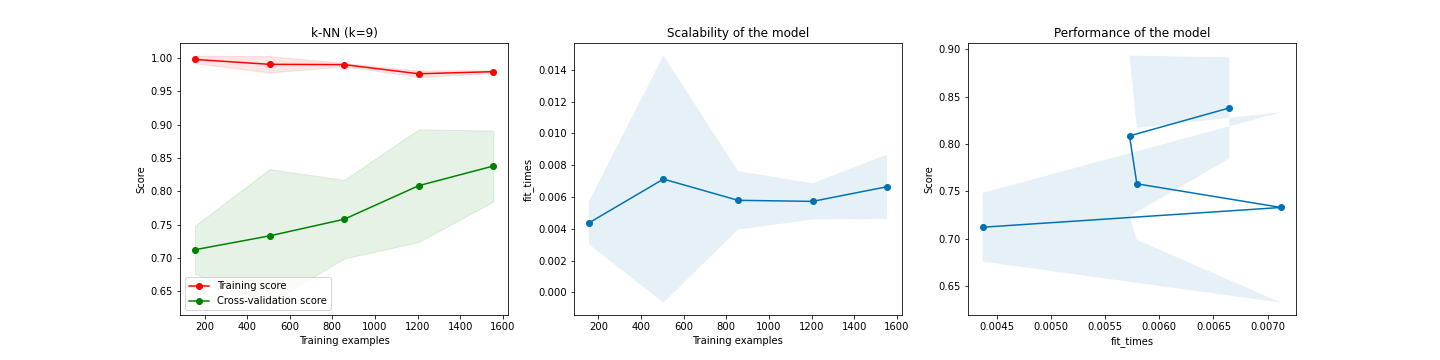 k-NN (k=9)
Score
1.00
0.95
0.90
0.85
0.80
0.75
0.70
0.65
Training score
Cross-validation score
200 400 600 800 1000 1200 1400 1600
Training examples
Scalability of the model
fit_times
0.014
0.012
0.010
0.008
0.006
0.004
0.002
0.000
200 400 600 800 1000 1200 1400 1600
Training examples
Performance of the model
Score
0.90
0.85
0.80
0.75
0.70
0.65
0.0045 0.0050 0.0055 0.0060 0.0065 0.0070
fit_times